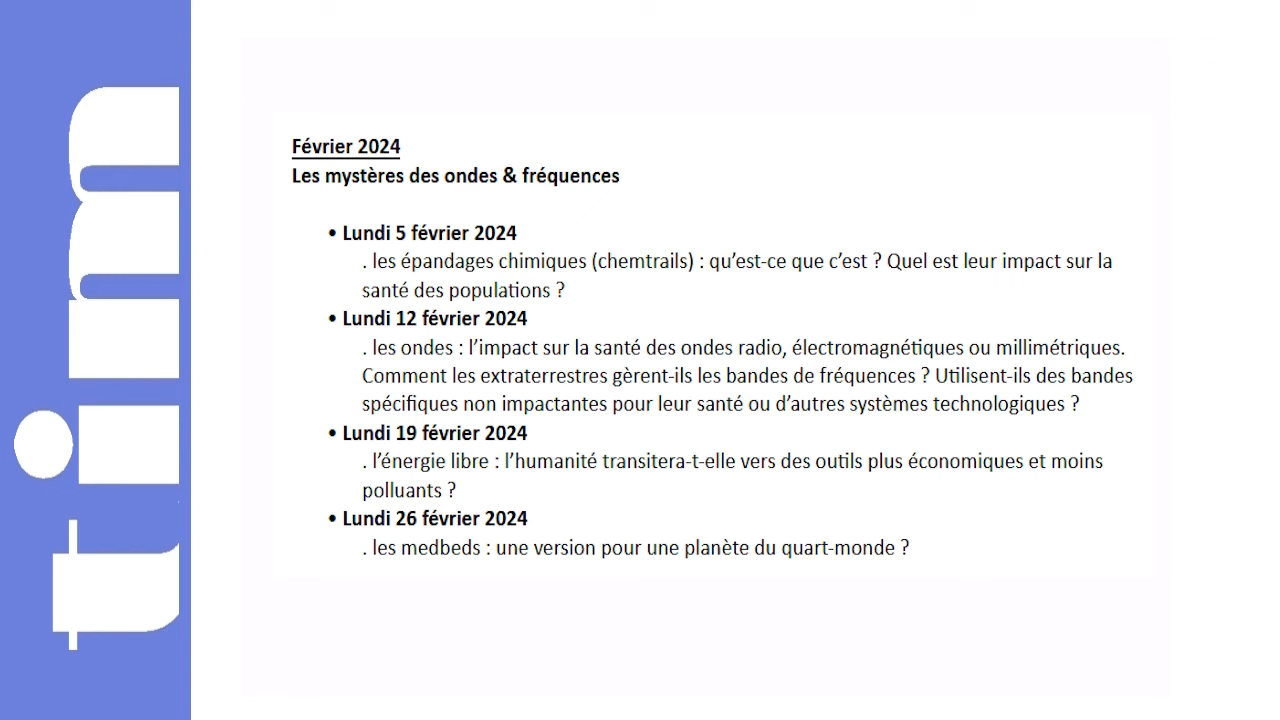 tim
Février 2024
Les mystères des ondes & fréquences
• Lundi 5 février 2024
. les épandages chimiques (chemtrails) : qu’est-ce que c’est ? Quel est leur impact sur la
santé des populations ?
• Lundi 12 février 2024
. les ondes : l’impact sur la santé des ondes radio, électromagnétiques ou millimétriques.
Comment les extraterrestres gèrent-ils les bandes de fréquences ? Utilisent-ils des bandes
spécifiques non impactantes pour leur santé ou d’autres systèmes technologiques ?
• Lundi 19 février 2024
. l’énergie libre : l’humanité transitera-t-elle vers des outils plus économiques et moins
polluants ?
• Lundi 26 février 2024
. les medbeds : une version pour une planète du quart-monde ?